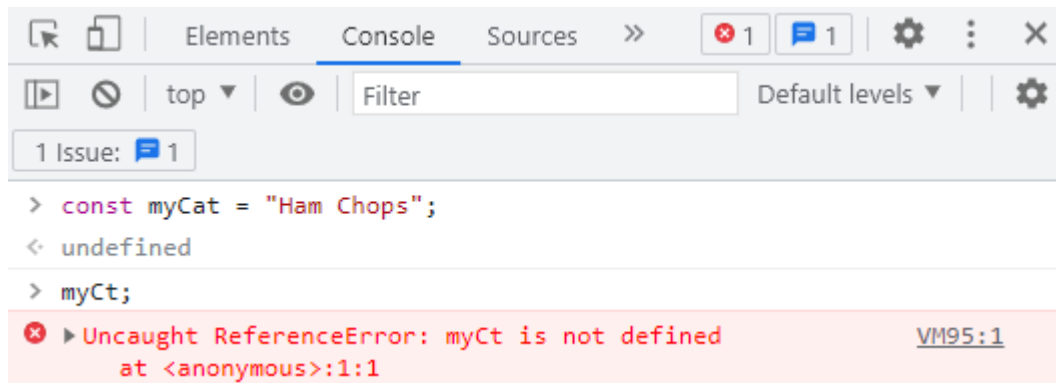 Elements Console Sources » 1 1
top ▼ Filter Default levels ▼
1 Issue: 1
> const myCat = "Ham Chops";
<· undefined
> myCt;
▶Uncaught ReferenceError: myCt is not defined VM95:1
at <anonymous>:1:1